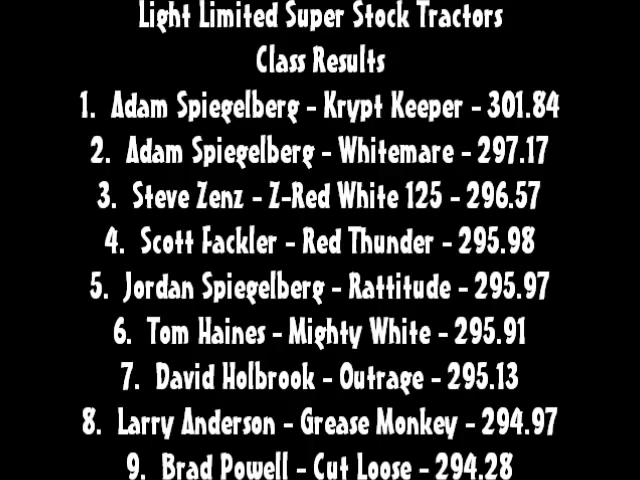 Light Limited Super Stock Tractors
Class Results
1. Adam Spiegelberg - Krypt Keeper - 301.84
2. Adam Spiegelberg - Whitemare - 297.17
3. Steve Zenz - Z-Red White 125 - 296.57
4. Scott Fackler - Red Thunder - 295.98
5. Jordan Spiegelberg - Rattitude - 295.97
6. Tom Haines - Mighty White - 295.91
7. David Holbrook - Outrage - 295.13
8. Larry Anderson - Grease Monkey - 294.97
9. Brad Powell - Cut Loose - 294.28